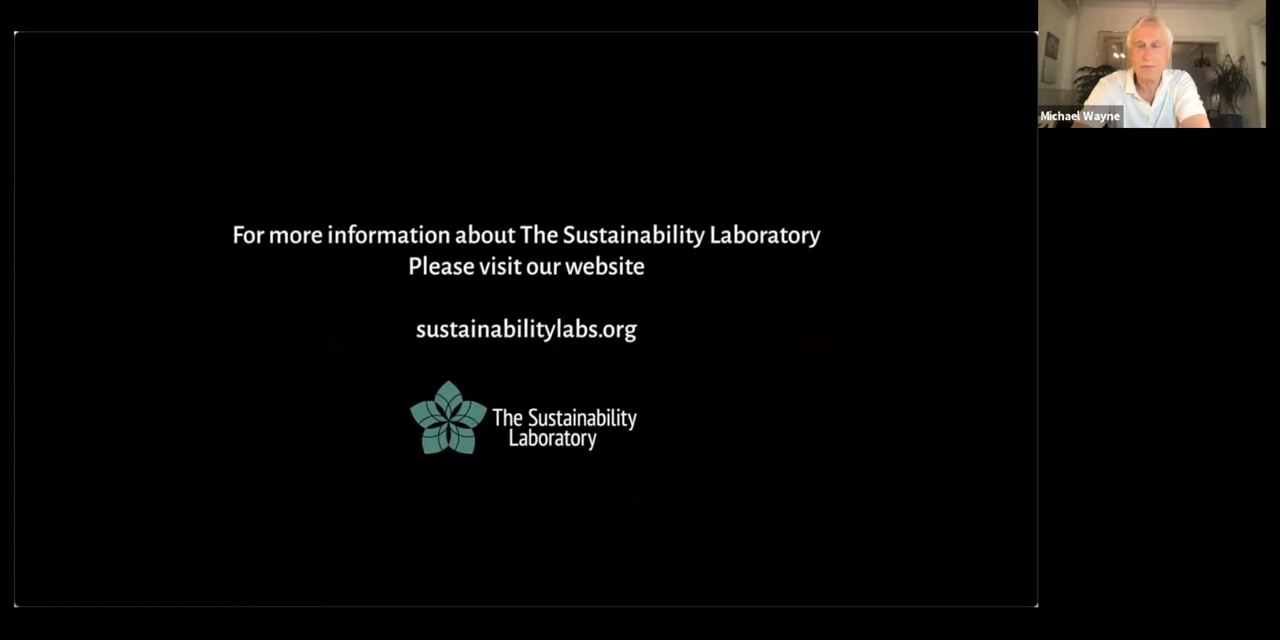 For more information about The Sustainability Laboratory
Please visit our website
sustainabilitylabs.org
The Sustainability
Laboratory
Michael Wayne